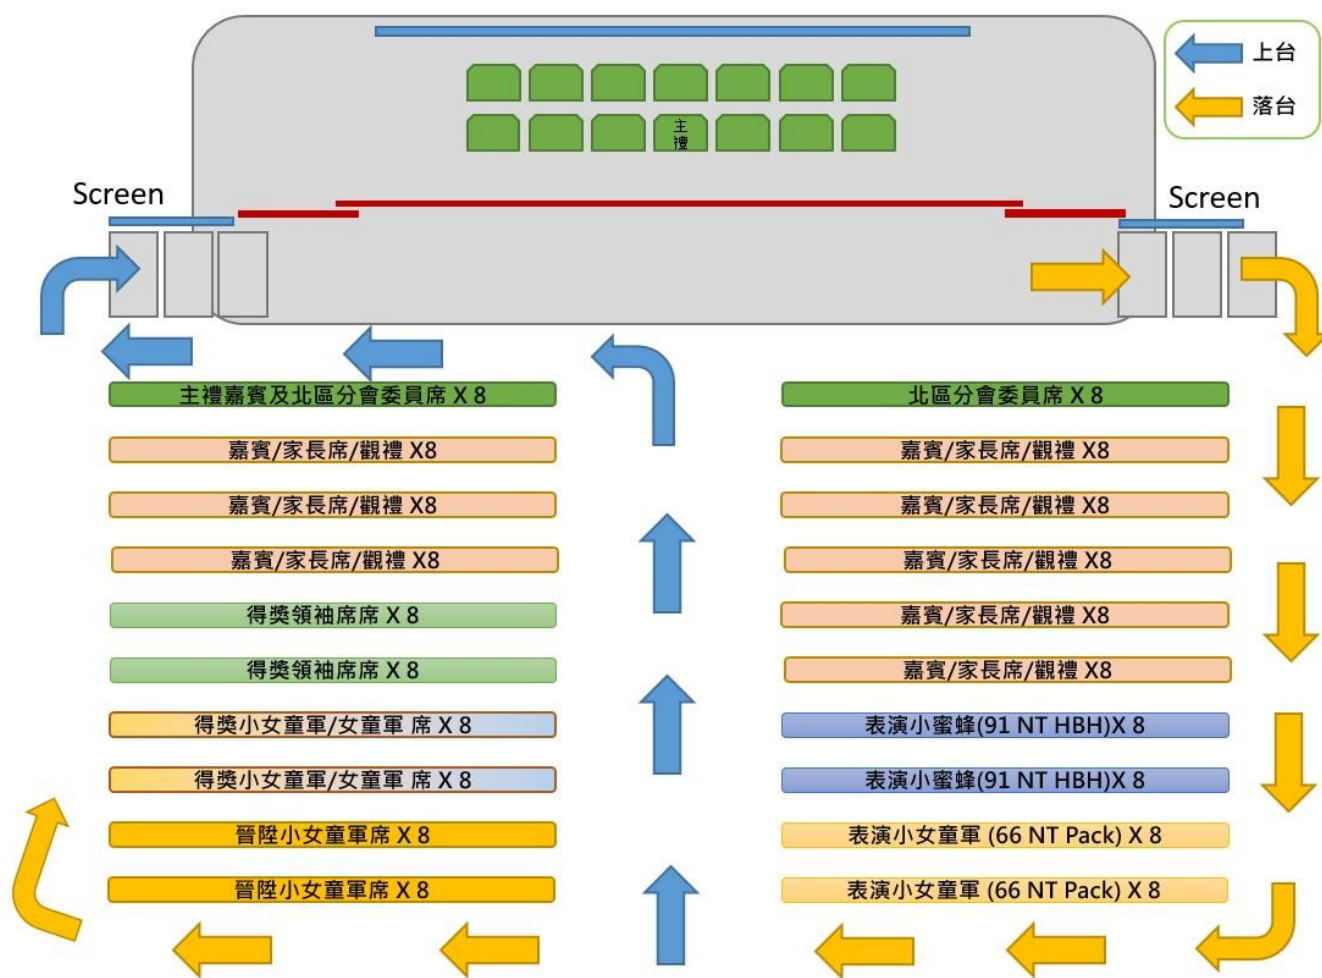 上台
落台
主
禮
Screen
Screen
主禮嘉賓及北區分會委員席 X 8
北區分會委員席 X 8
嘉賓/家長席/觀禮 X8
嘉賓/家長席/觀禮 X8
嘉賓/家長席/觀禮 X8
嘉賓/家長席/觀禮 X8
嘉賓/家長席/觀禮 X8
嘉賓/家長席/觀禮 X8
得獎領袖席席 X 8
嘉賓/家長席/觀禮 X8
得獎領袖席席 X 8
嘉賓/家長席/觀禮 X8
得獎小女童軍/女童軍 席 X 8
表演小蜜蜂(91 NT HBH)X 8
得獎小女童軍/女童軍 席 X 8
表演小蜜蜂(91 NT HBH)X 8
晉陞小女童軍席 X 8
表演小女童軍 (66 NT Pack) X 8
晉陞小女童軍席 X 8
表演小女童軍 (66 NT Pack) X 8